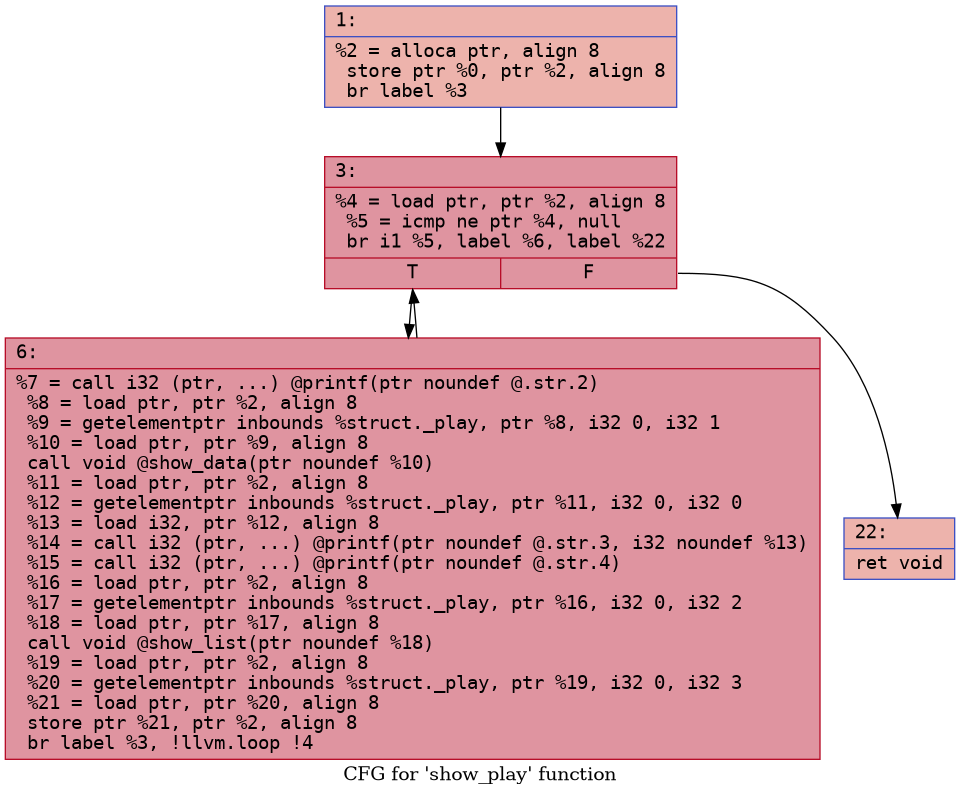 1:
%2 = alloca ptr, align 8
store ptr %0, ptr %2, align 8
br label %3
3:
%4 = load ptr, ptr %2, align 8
%5 = icmp ne ptr %4, null
br i1 %5, label %6, label %22
T F
6:
%7 = call i32 (ptr, ...) @printf(ptr noundef @.str.2)
%8 = load ptr, ptr %2, align 8
%9 = getelementptr inbounds %struct._play, ptr %8, i32 0, i32 1
%10 = load ptr, ptr %9, align 8
call void @show_data(ptr noundef %10)
%11 = load ptr, ptr %2, align 8
%12 = getelementptr inbounds %struct._play, ptr %11, i32 0, i32 0
%13 = load i32, ptr %12, align 8
%14 = call i32 (ptr, ...) @printf(ptr noundef @.str.3, i32 noundef %13)
%15 = call i32 (ptr, ...) @printf(ptr noundef @.str.4)
%16 = load ptr, ptr %2, align 8
%17 = getelementptr inbounds %struct._play, ptr %16, i32 0, i32 2
%18 = load ptr, ptr %17, align 8
call void @show_list(ptr noundef %18)
%19 = load ptr, ptr %2, align 8
%20 = getelementptr inbounds %struct._play, ptr %19, i32 0, i32 3
%21 = load ptr, ptr %20, align 8
store ptr %21, ptr %2, align 8
br label %3, !llvm.loop !4
22:
ret void
CFG for 'show_play' function